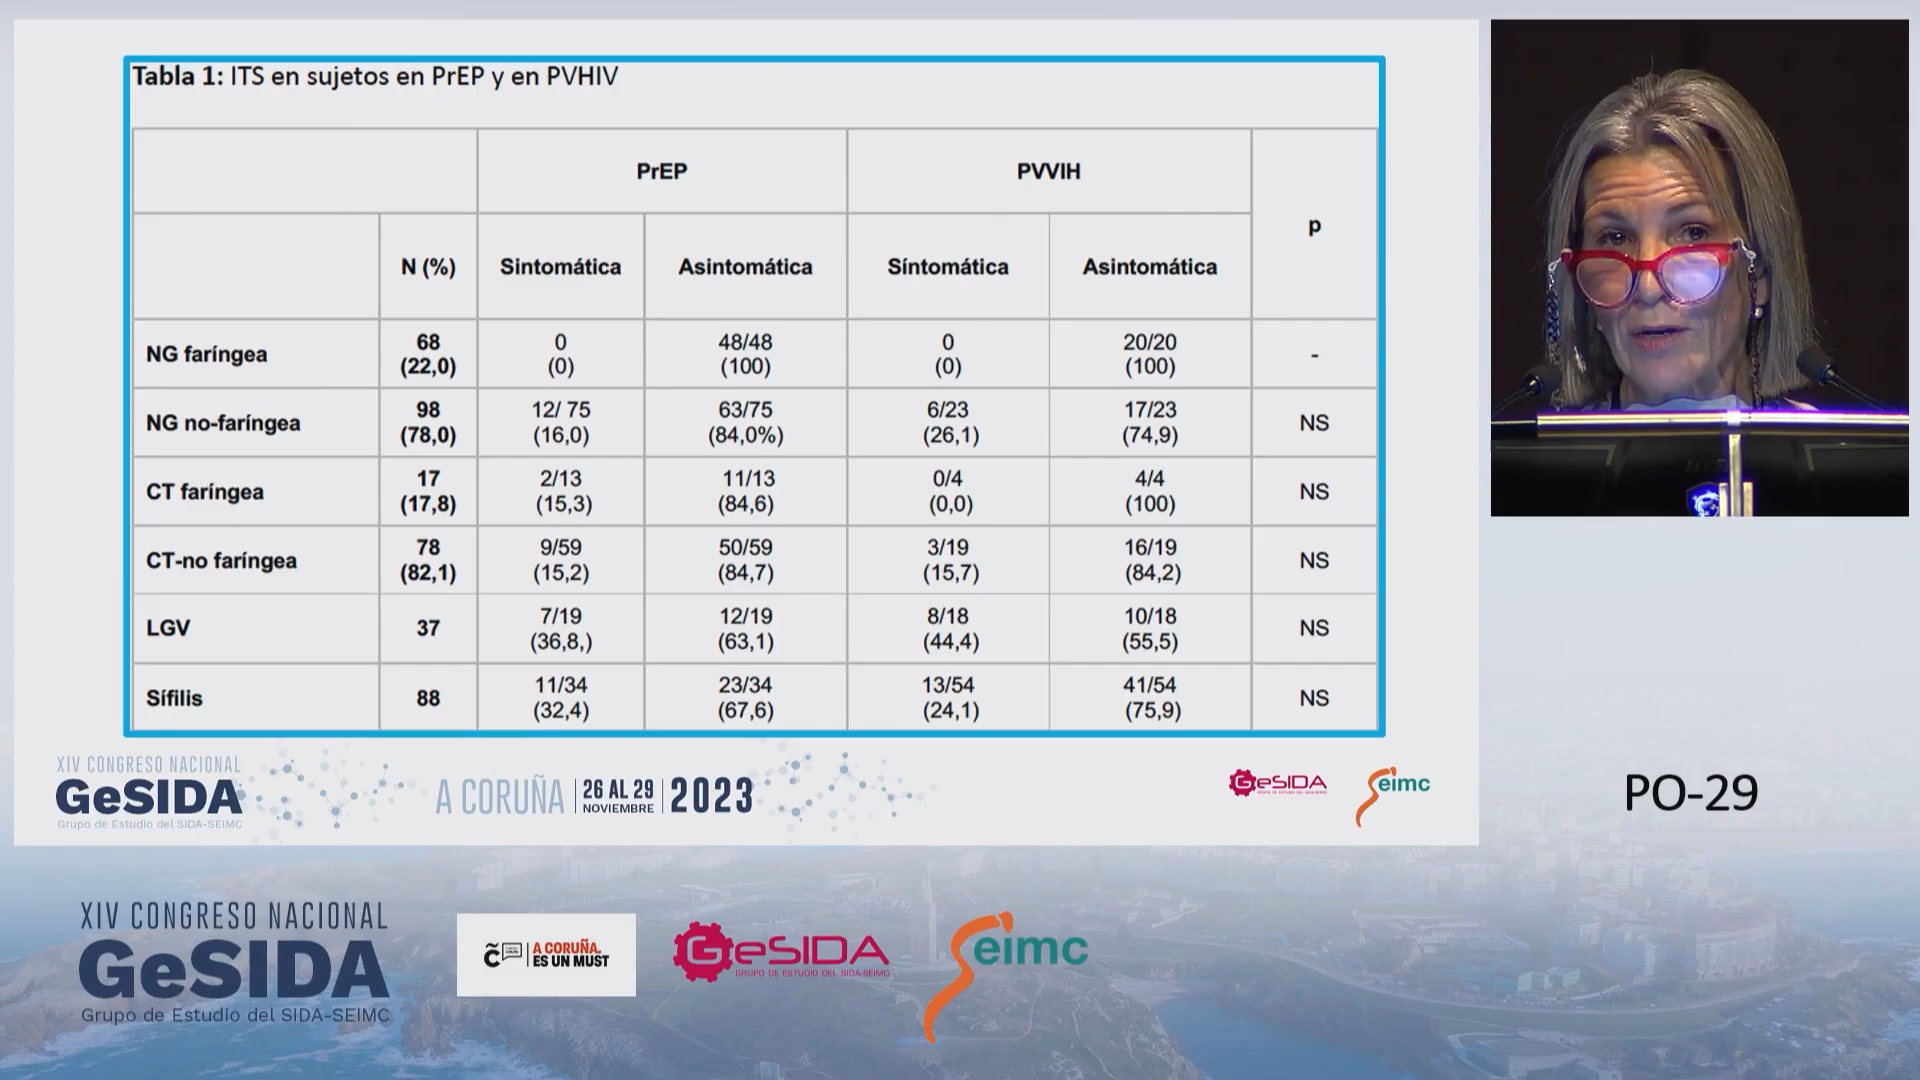 Tabla 1: ITS en sujetos en PrEP y en PVHIV
PrEP PVVIH p
N (%) Sintomática Asintomática Síntomática Asintomática
NG faríngea 68 (22,0) 0 (0) 48/48 (100) 0 (0) 20/20 (100) -
NG no-faríngea 98 (78,0) 12/ 75 (16,0) 63/75 (84,0%) 6/23 (26,1) 17/23 (74,9) NS
CT faríngea 17 (17,8) 2/13 (15,3) 11/13 (84,6) 0/4 (0,0) 4/4 (100) NS
CT-no faríngea 78 (82,1) 9/59 (15,2) 50/59 (84,7) 3/19 (15,7) 16/19 (84,2) NS
LGV 37 7/19 (36,8,) 12/19 (63,1) 8/18 (44,4) 10/18 (55,5) NS
Sífilis 88 11/34 (32,4) 23/34 (67,6) 13/54 (24,1) 41/54 (75,9) NS
XIV CONGRESO NACIONAL
GeSIDA
Grupo de Estudio del SIDA-SEIMC
A CORUÑA 26 AL 29 NOVIEMBRE 2023
GeSIDA
GRUPO DE ESTUDIO DEL SIDA-SEIMC
Seimc
PO-29
XIV CONGRESO NACIONAL
GeSIDA
Grupo de Estudio del SIDA-SEIMC
A CORUÑA.
ES UN MUST
GeSIDA
GRUPO DE ESTUDIO DEL SIDA-SEIMC
Seimc